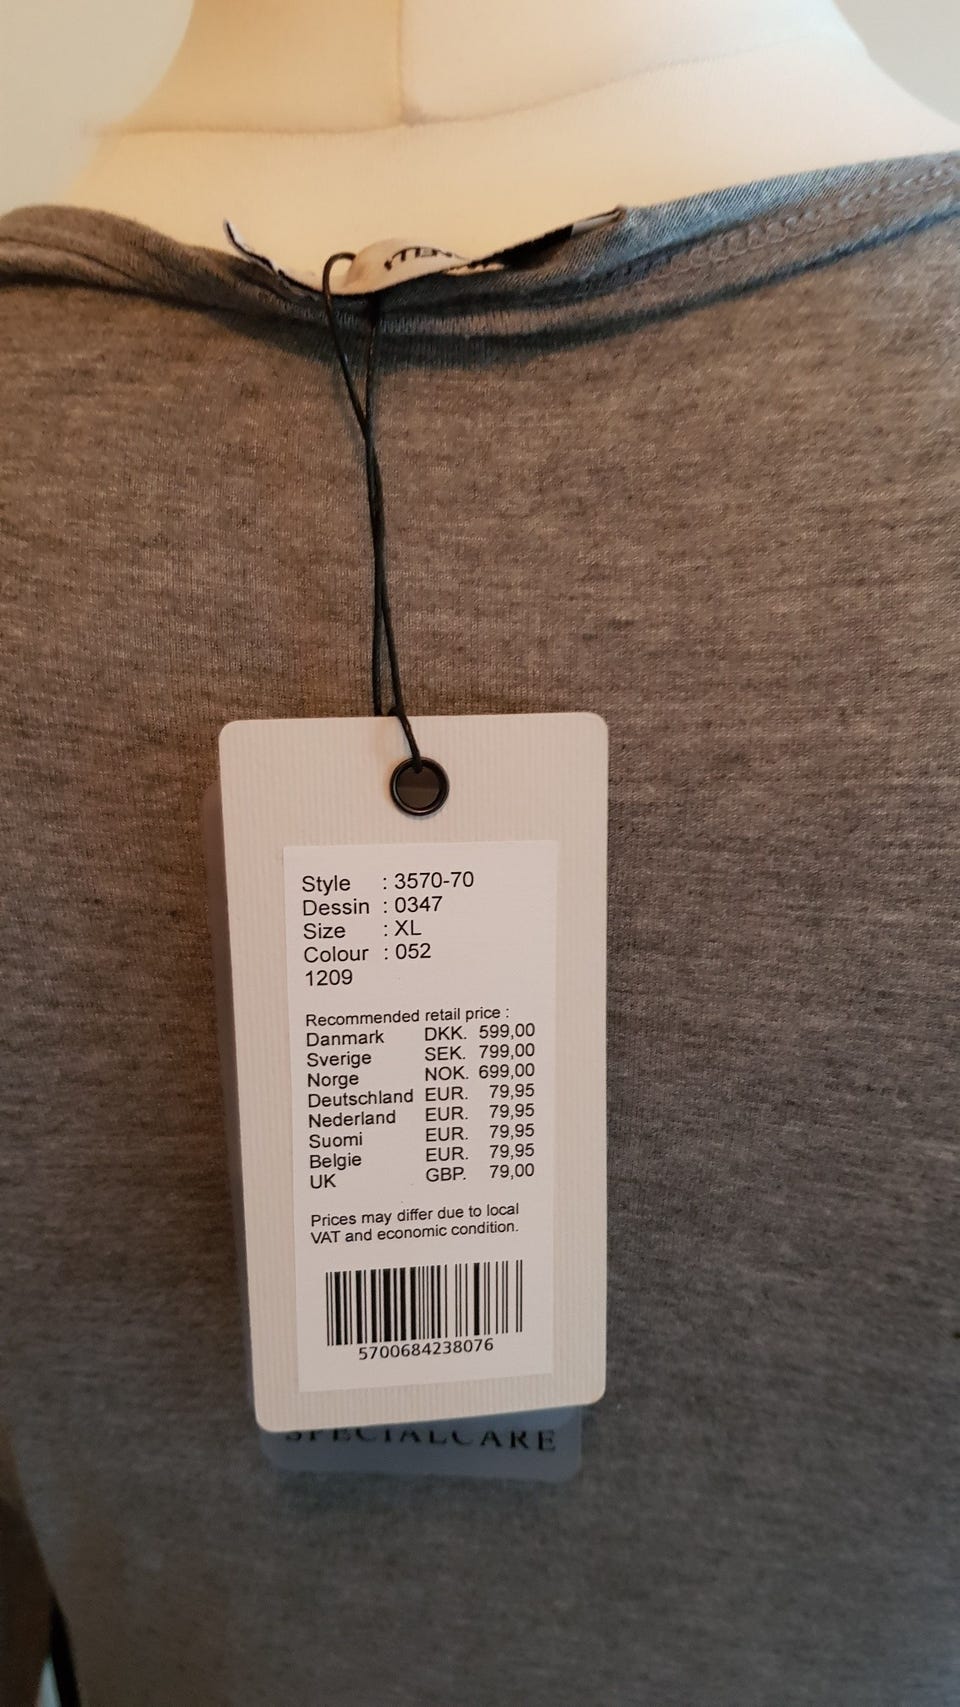 Style : 3570-70
Dessin : 0347
Size : XL
Colour : 052
1209
Recommended retail price :
Danmark DKK. 599,00
Sverige SEK. 799,00
Norge NOK. 699,00
Deutschland EUR. 79,95
Nederland EUR. 79,95
Suomi EUR. 79,95
Belgie EUR. 79,95
UK GBP. 79,00
Prices may differ due to local
VAT and economic condition.
5700684238076
SPECIALCARE